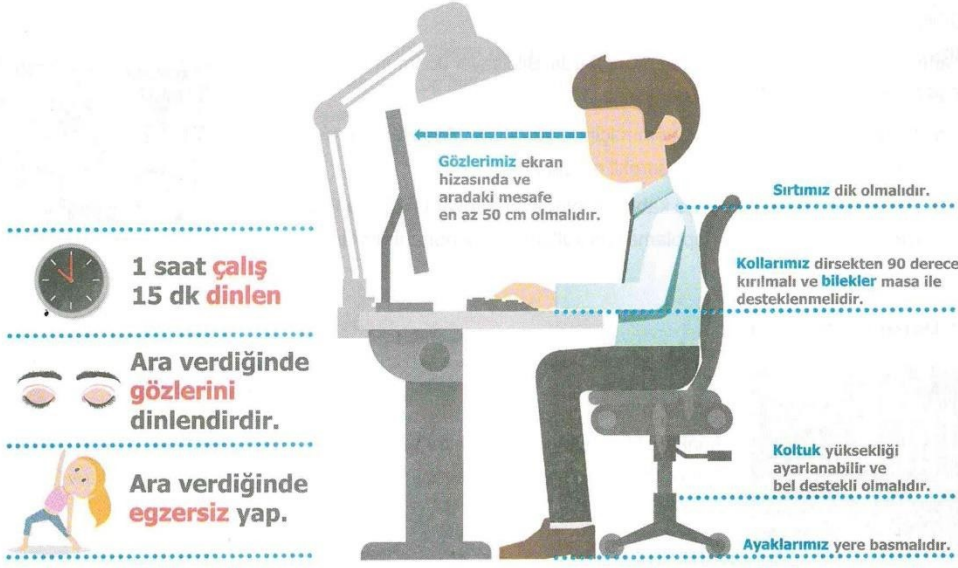 Gözlerimiz ekran
hizasında ve
aradaki mesafe
en az 50 cm olmalıdır.
Sırtımız dik olmalıdır.
Kollarımız dirsekten 90 derece
kırılmalı ve bilekler masa ile
desteklenmelidir.
Koltuk yüksekliği
ayarlanabilir ve
bel destekli olmalıdır.
Ayaklarımız yere basmalıdır.
1 saat çalış
15 dk dinlen
Ara verdiğinde
gözlerini
dinlendirdir.
Ara verdiğinde
egzersiz yap.